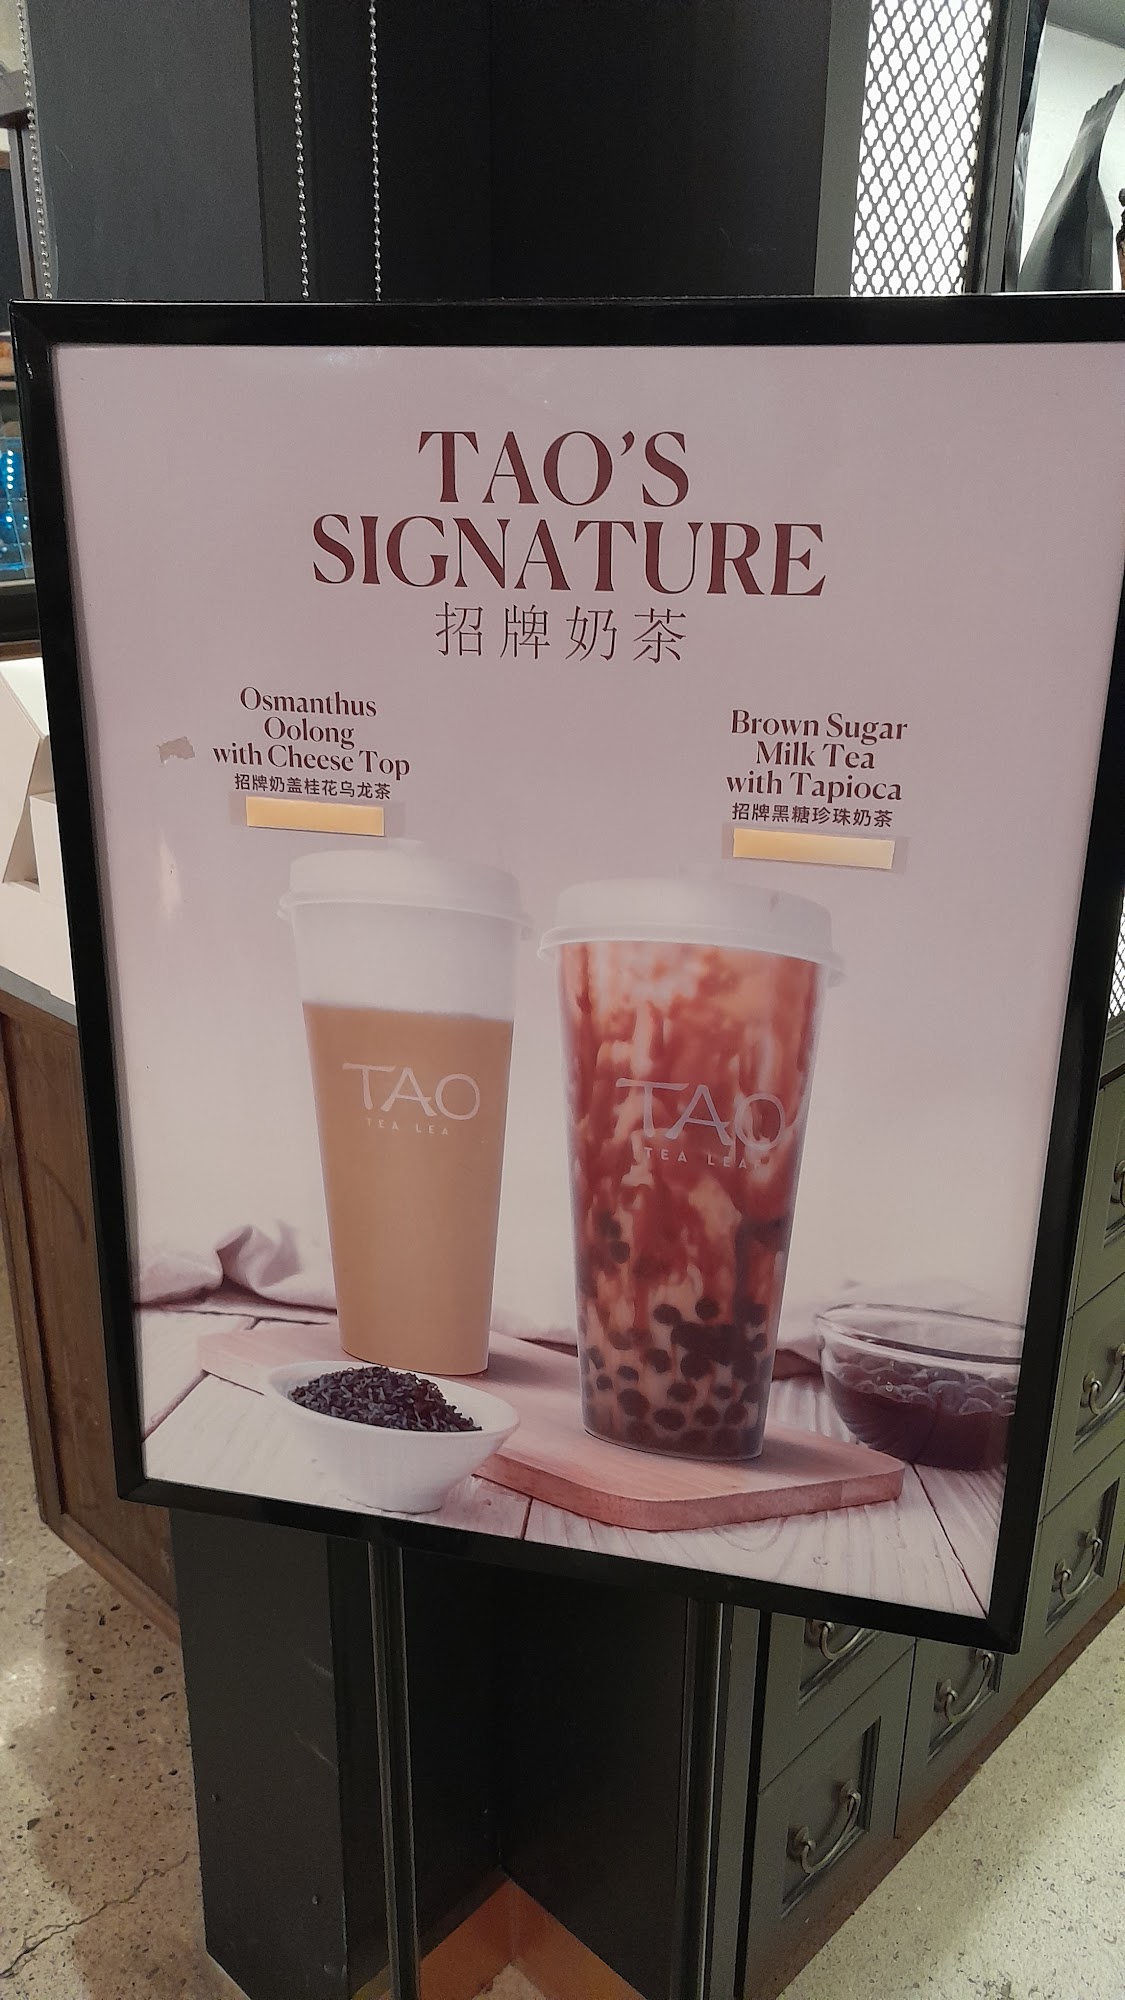 TAO'S
SIGNATURE
招牌奶茶
Osmanthus
Oolong
with Cheese Top
招牌奶盖桂花乌龙茶
Brown Sugar
Milk Tea
with Tapioca
招牌黑糖珍珠奶茶
TAO
TEA LEA
TAO
TEA LEAF